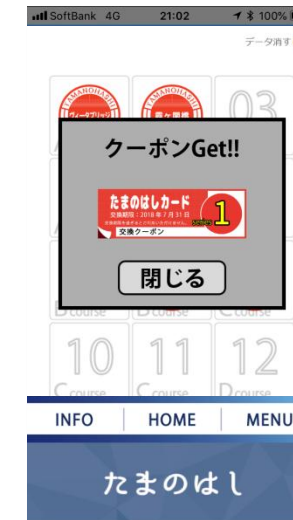 SoftBank 4G 21:02 100%
データ消す
YAMANOHASHI
03
クーポンGet!!
たまのはしカード
交換期限:2018年7月31日
1
交換クーポン
閉じる
D course D course C course
10 11 12
C course C course D course
INFO HOME MENU
たまのはし